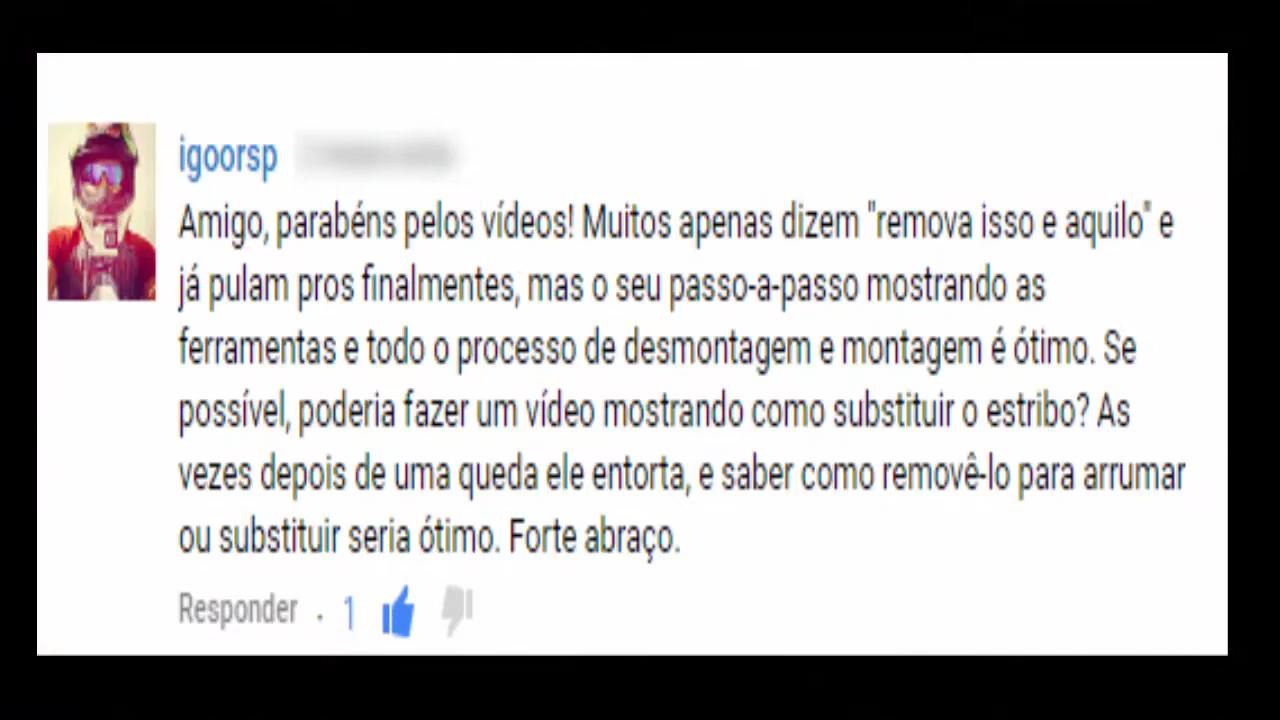 igoorsp
Amigo, parabéns pelos vídeos! Muitos apenas dizem "remova isso e aquilo" e
já pulam pros finalmentes, mas o seu passo-a-passo mostrando as
ferramentas e todo o processo de desmontagem e montagem é ótimo. Se
possível, poderia fazer um vídeo mostrando como substituir o estribo? As
vezes depois de uma queda ele entorta, e saber como removê-lo para arrumar
ou substituir seria ótimo. Forte abraço.
Responder · 1